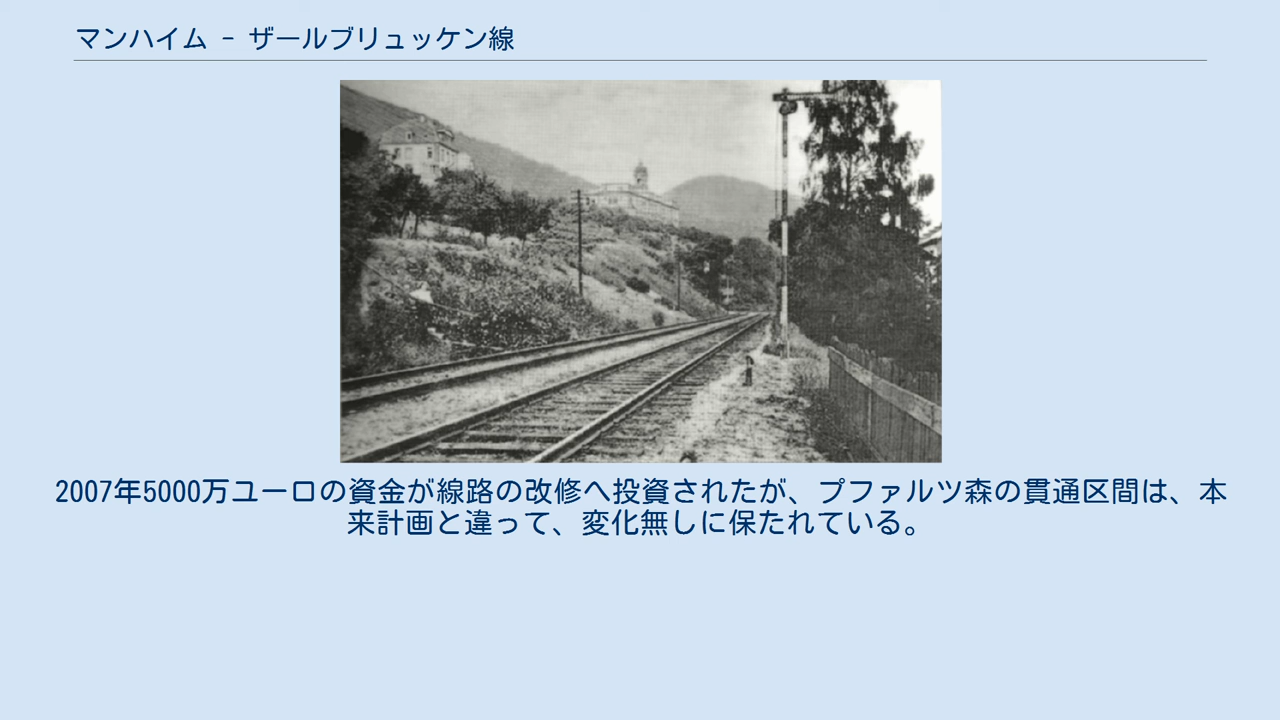 マンハイム - ザールブリュッケン線
2007年5000万ユーロの資金が線路の改修へ投資されたが、プファルツ森の貫通区間は、本
来計画と違って、変化無しに保たれている。